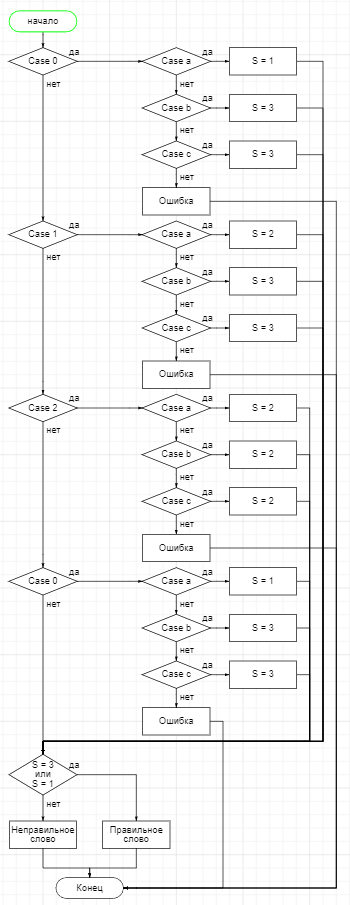 начало
Case 0
да
нет
Case a
да
нет
S = 1
Case b
да
нет
S = 3
Case c
да
нет
S = 3
Ошибка
Case 1
да
нет
Case a
да
нет
S = 2
Case b
да
нет
S = 3
Case c
да
нет
S = 3
Ошибка
Case 2
да
нет
Case a
да
нет
S = 2
Case b
да
нет
S = 2
Case c
да
нет
S = 2
Ошибка
Case 0
да
нет
Case a
да
нет
S = 1
Case b
да
нет
S = 3
Case c
да
нет
S = 3
Ошибка
S = 3
или
S = 1
да
нет
Неправильное
слово
Правильное
слово
Конец